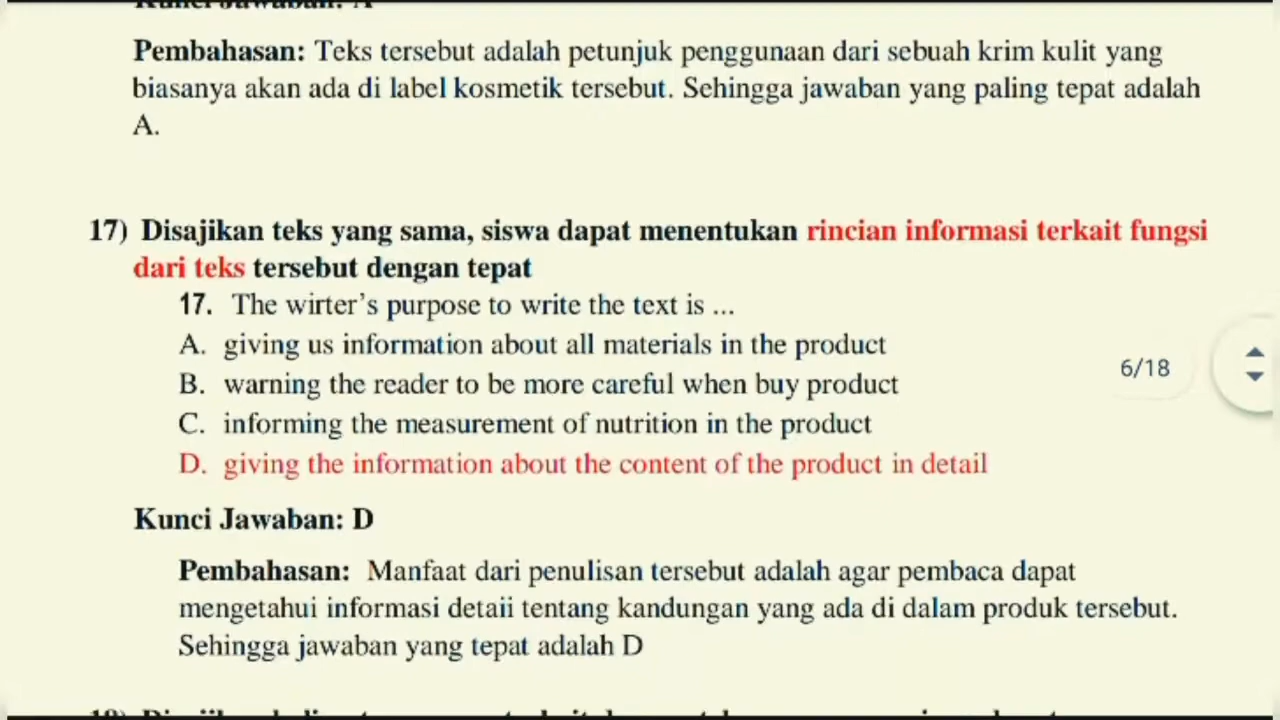 Kunci Jawaban: A
Pembahasan: Teks tersebut adalah petunjuk penggunaan dari sebuah krim kulit yang
biasanya akan ada di label kosmetik tersebut. Sehingga jawaban yang paling tepat adalah
A.
17) Disajikan teks yang sama, siswa dapat menentukan rincian informasi terkait fungsi
dari teks tersebut dengan tepat
17. The wirter's purpose to write the text is ...
A. giving us information about all materials in the product
B. warning the reader to be more careful when buy product
6/18
C. informing the measurement of nutrition in the product
D. giving the information about the content of the product in detail
Kunci Jawaban: D
Pembahasan: Manfaat dari penulisan tersebut adalah agar pembaca dapat
mengetahui informasi detaii tentang kandungan yang ada di dalam produk tersebut.
Sehingga jawaban yang tepat adalah D